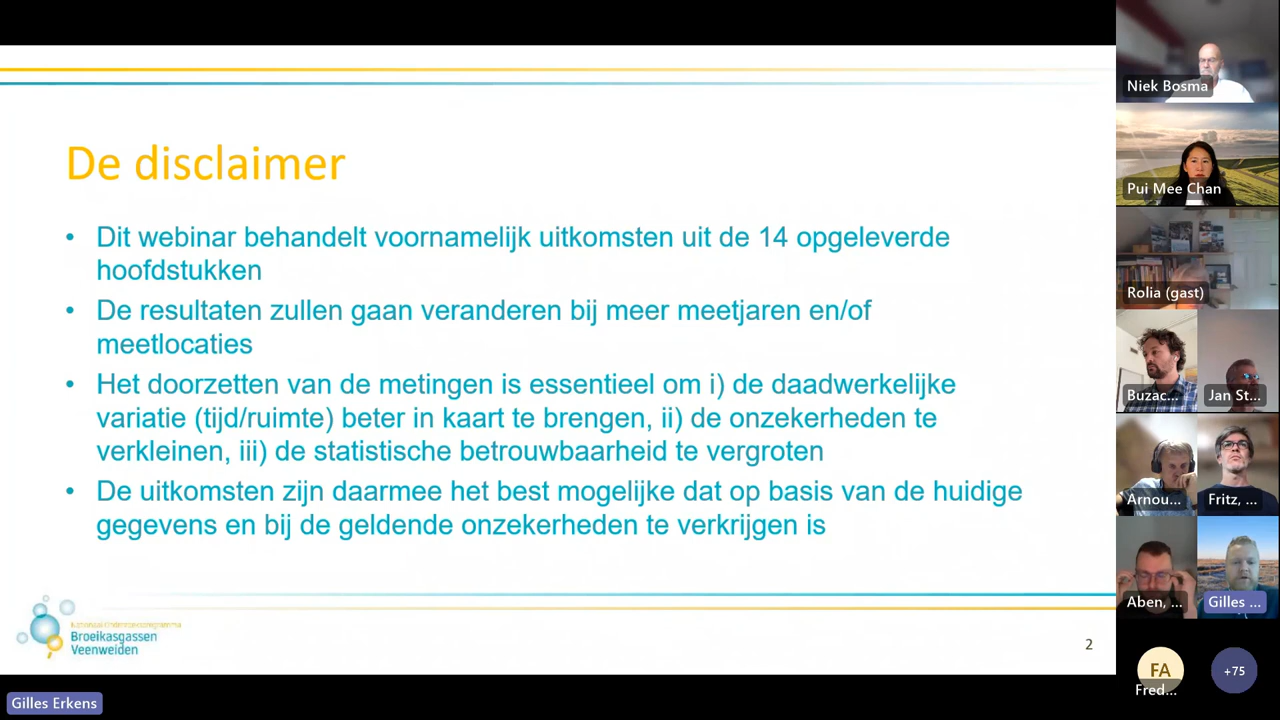 De disclaimer
• Dit webinar behandelt voornamelijk uitkomsten uit de 14 opgeleverde
hoofdstukken
• De resultaten zullen gaan veranderen bij meer meetjaren en/of
meetlocaties
• Het doorzetten van de metingen is essentieel om i) de daadwerkelijke
variatie (tijd/ruimte) beter in kaart te brengen, ii) de onzekerheden te
verkleinen, iii) de statistische betrouwbaarheid te vergroten
• De uitkomsten zijn daarmee het best mogelijke dat op basis van de huidige
gegevens en bij de geldende onzekerheden te verkrijgen is
Nationaal Onderzoeksprogramma
Broeikasgassen
Veenweiden
2
Gilles Erkens
Niek Bosma
Pui Mee Chan
Rolia (gast)
Buzac...
Jan St...
Arnou...
Fritz, ...
Aben, ...
Gilles ...
FA
Fred...
+75